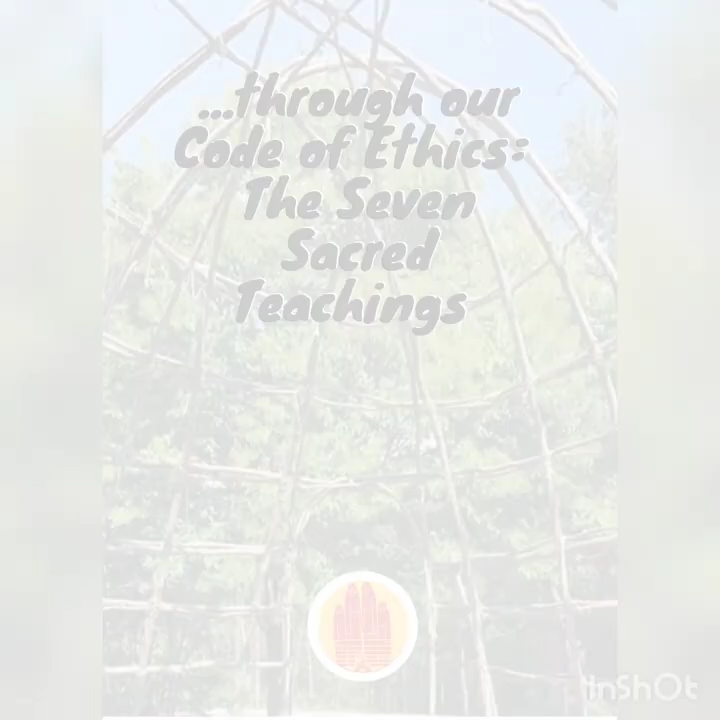 ...through our
Code of Ethics:
The Seven
Sacred
Teachings
InShOt